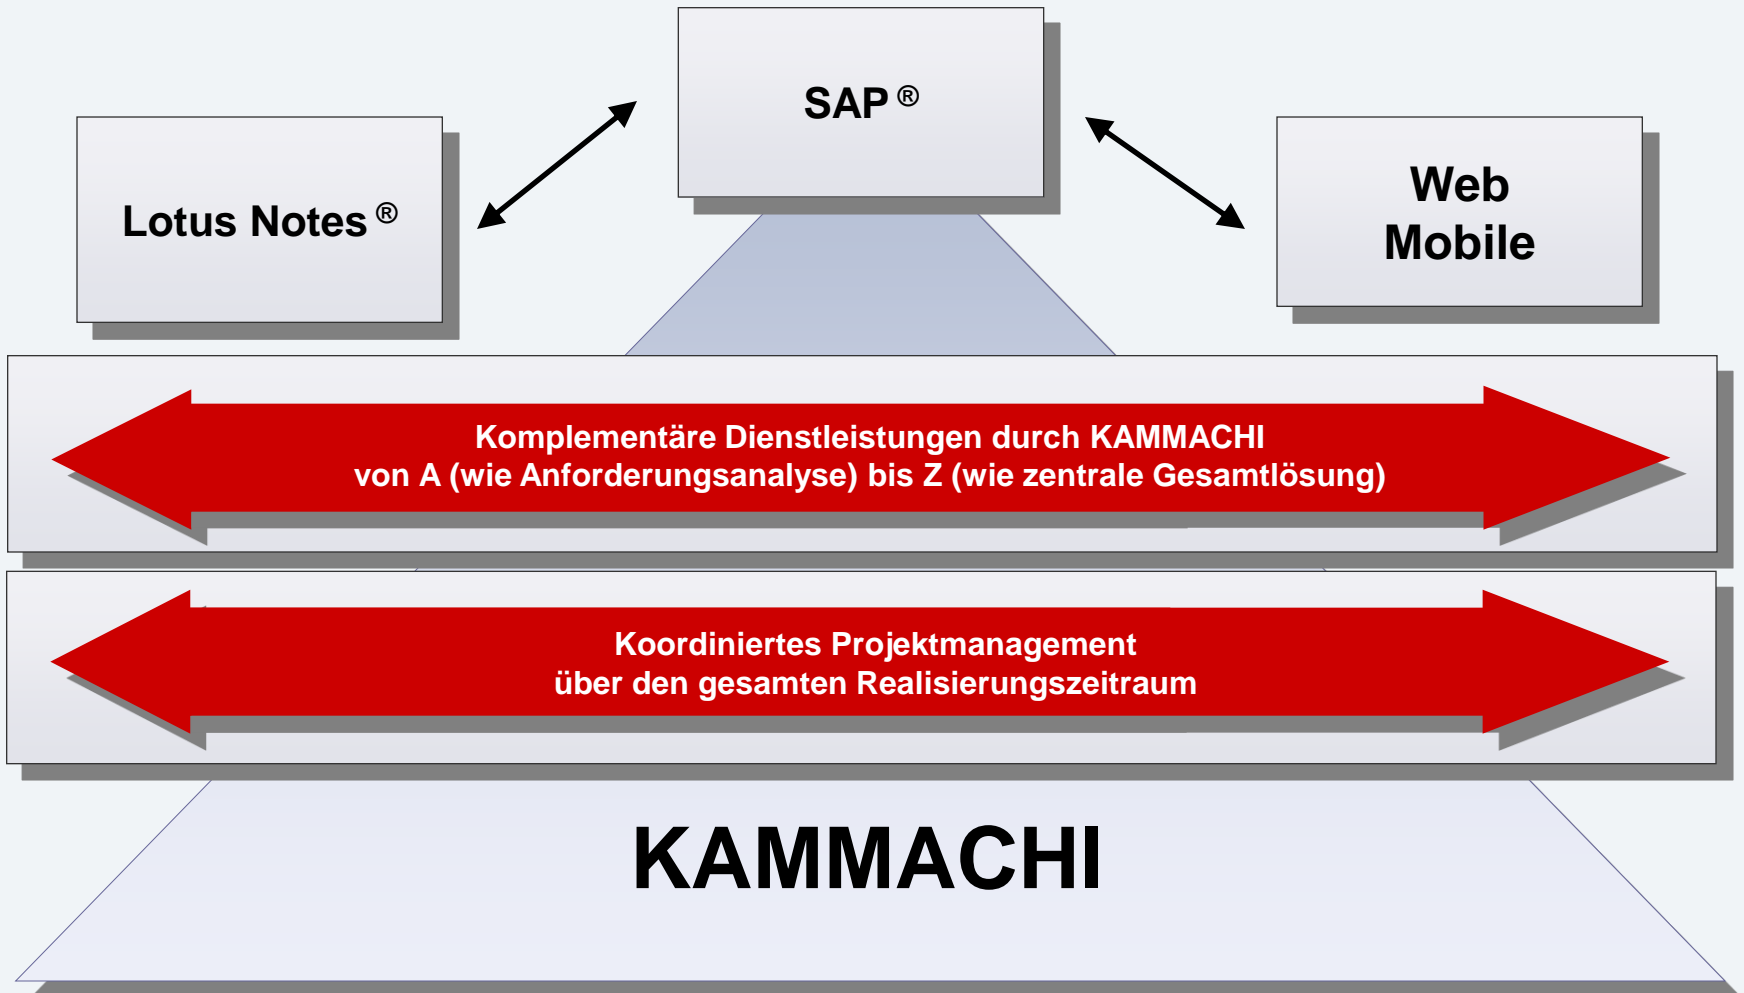 SAP ®
Lotus Notes ®
Web
Mobile
Komplementäre Dienstleistungen durch KAMMACHI
von A (wie Anforderungsanalyse) bis Z (wie zentrale Gesamtlösung)
Koordiniertes Projektmanagement
über den gesamten Realisierungszeitraum
KAMMACHI